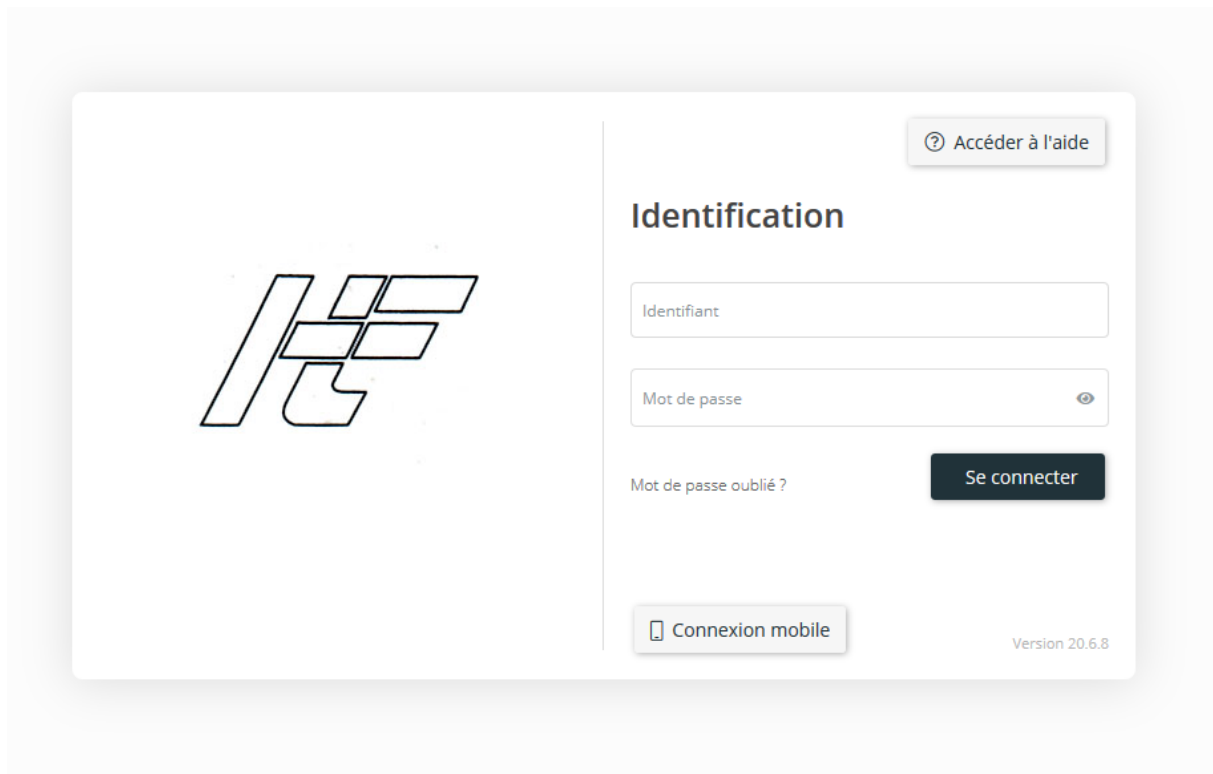 Accéder à l'aide
Identification
Identifiant
Mot de passe
Mot de passe oublié ?
Se connecter
Connexion mobile
Version 20.6.8